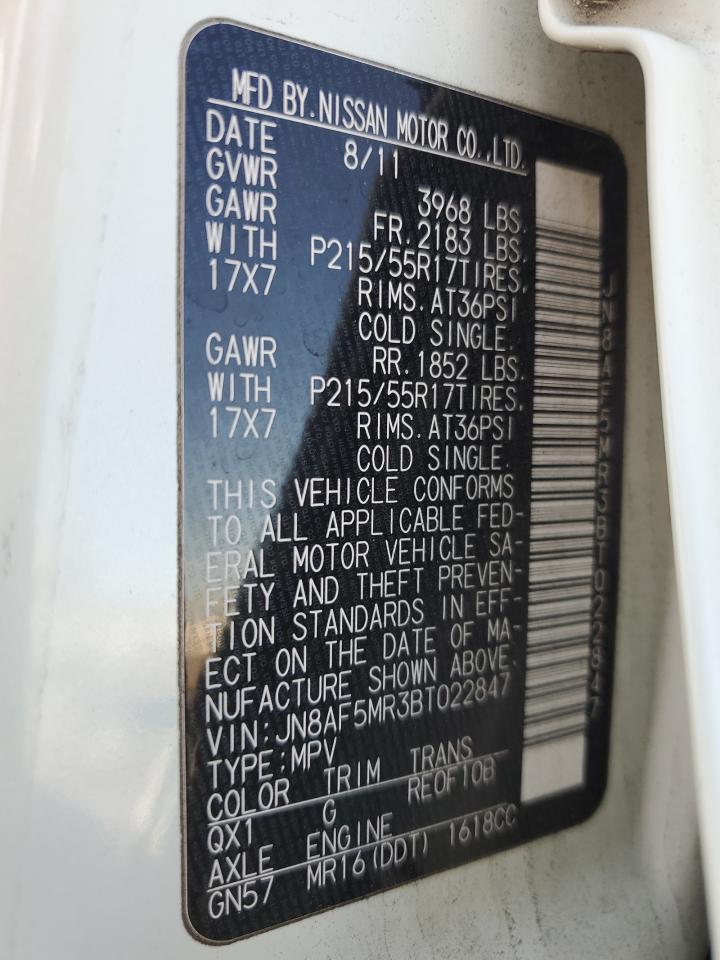 MFD BY.NISSAN MOTOR CO.,LTD.
DATE 8/11
GVWR 3968 LBS.
GAWR FR.2183 LBS.
WITH P215/55R17TIRES.
17X7 RIMS.AT36PSI
COLD SINGLE.
GAWR RR.1852 LBS.
WITH P215/55R17TIRES.
17X7 RIMS.AT36PSI
COLD SINGLE.
THIS VEHICLE CONFORMS
TO ALL APPLICABLE FED-
ERAL MOTOR VEHICLE SA-
FETY AND THEFT PREVEN-
TION STANDARDS IN EFF-
ECT ON THE DATE OF MA-
NUFACTURE SHOWN ABOVE.
VIN:JN8AF5MR3BT022847
TYPE:MPV
COLOR TRIM TRANS
QX1 G RE0F10B
AXLE ENGINE
GN57 MR16(DDT) 1618CC
JN8AF5MR3BT022847